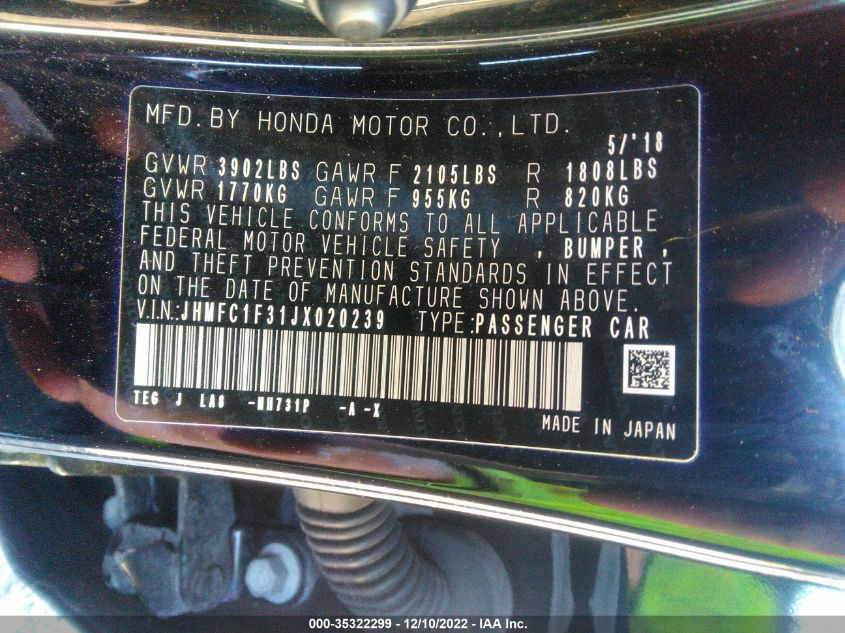 MFD. BY HONDA MOTOR CO., LTD.
5/'18
GVWR 3902LBS GAWR F 2105LBS R 1808LBS
GVWR 1770KG GAWR F 955KG R 820KG
THIS VEHICLE CONFORMS TO ALL APPLICABLE
FEDERAL MOTOR VEHICLE SAFETY , BUMPER ,
AND THEFT PREVENTION STANDARDS IN EFFECT
ON THE DATE OF MANUFACTURE SHOWN ABOVE.
V.I.N.:JHMFC1F31JX020239 TYPE:PASSENGER CAR
TEG J LA8 -NH731P -A -X
MADE IN JAPAN
000-35322299 - 12/10/2022 - IAA Inc.